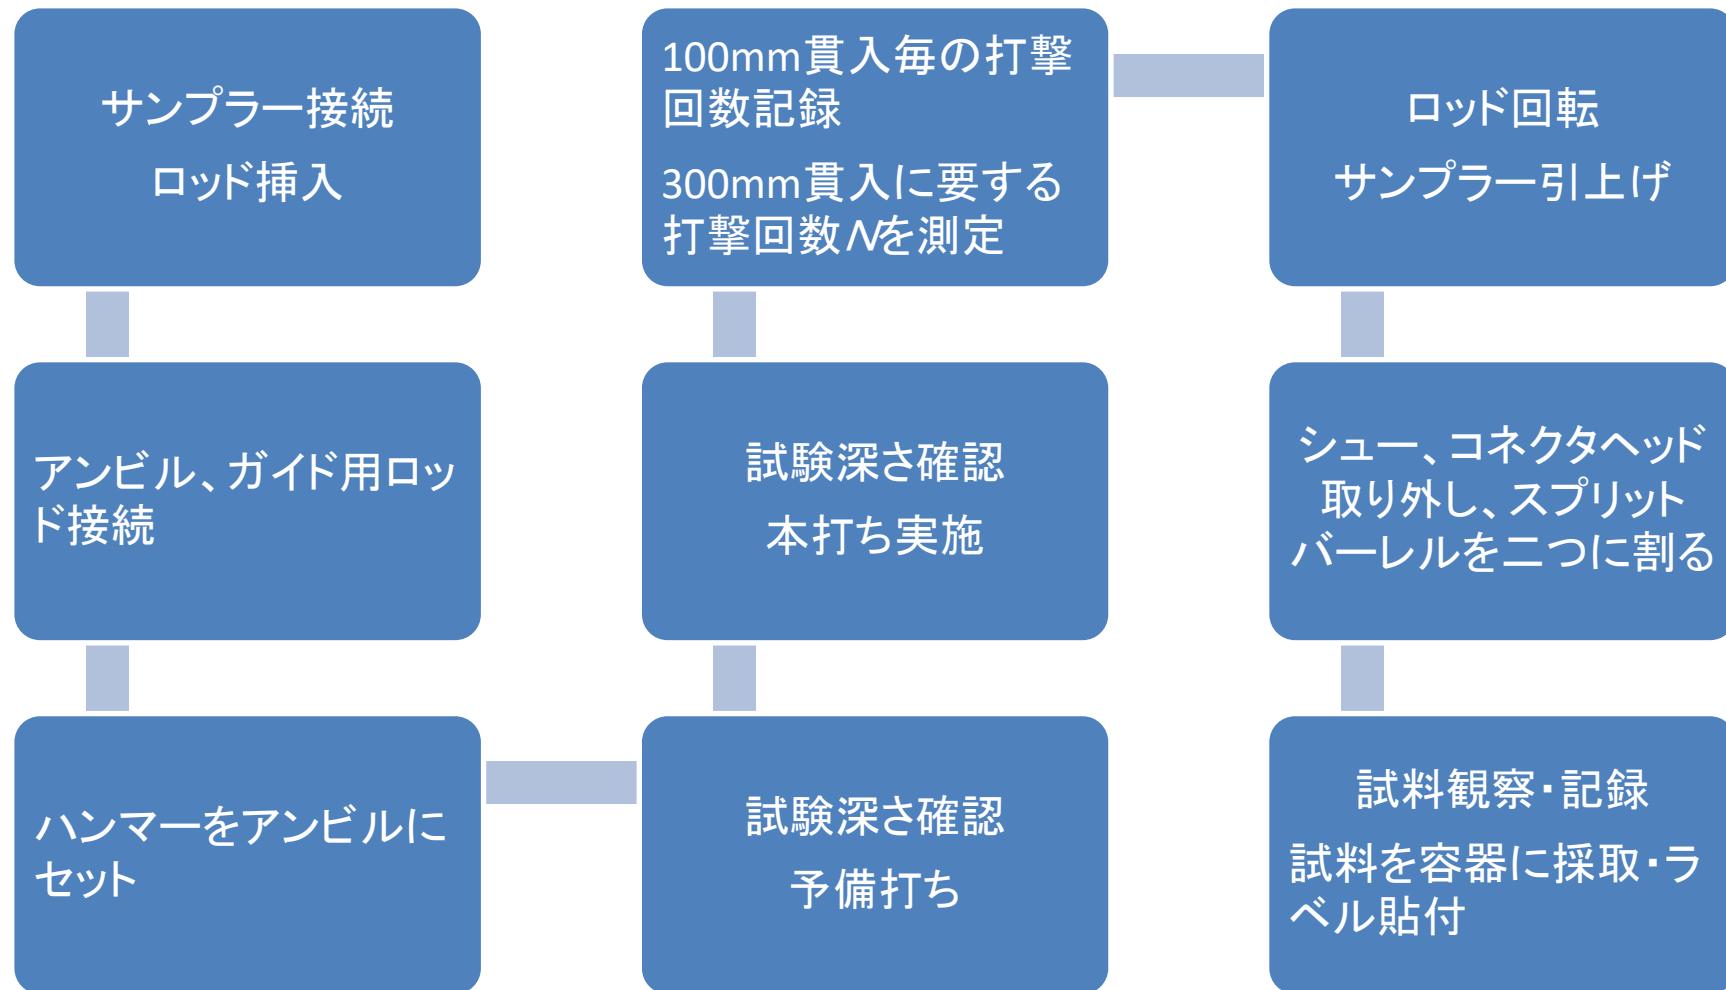 サンプラー接続
ロッド挿入
アンビル、ガイド用ロッ
ド接続
ハンマーをアンビルに
セット
試験深さ確認
予備打ち
試験深さ確認
本打ち実施
100mm貫入毎の打撃
回数記録
300mm貫入に要する
打撃回数Nを測定
ロッド回転
サンプラー引上げ
シュー、コネクタヘッド
取り外し、スプリット
バーレルを二つに割る
試料観察・記録
試料を容器に採取・ラ
ベル貼付